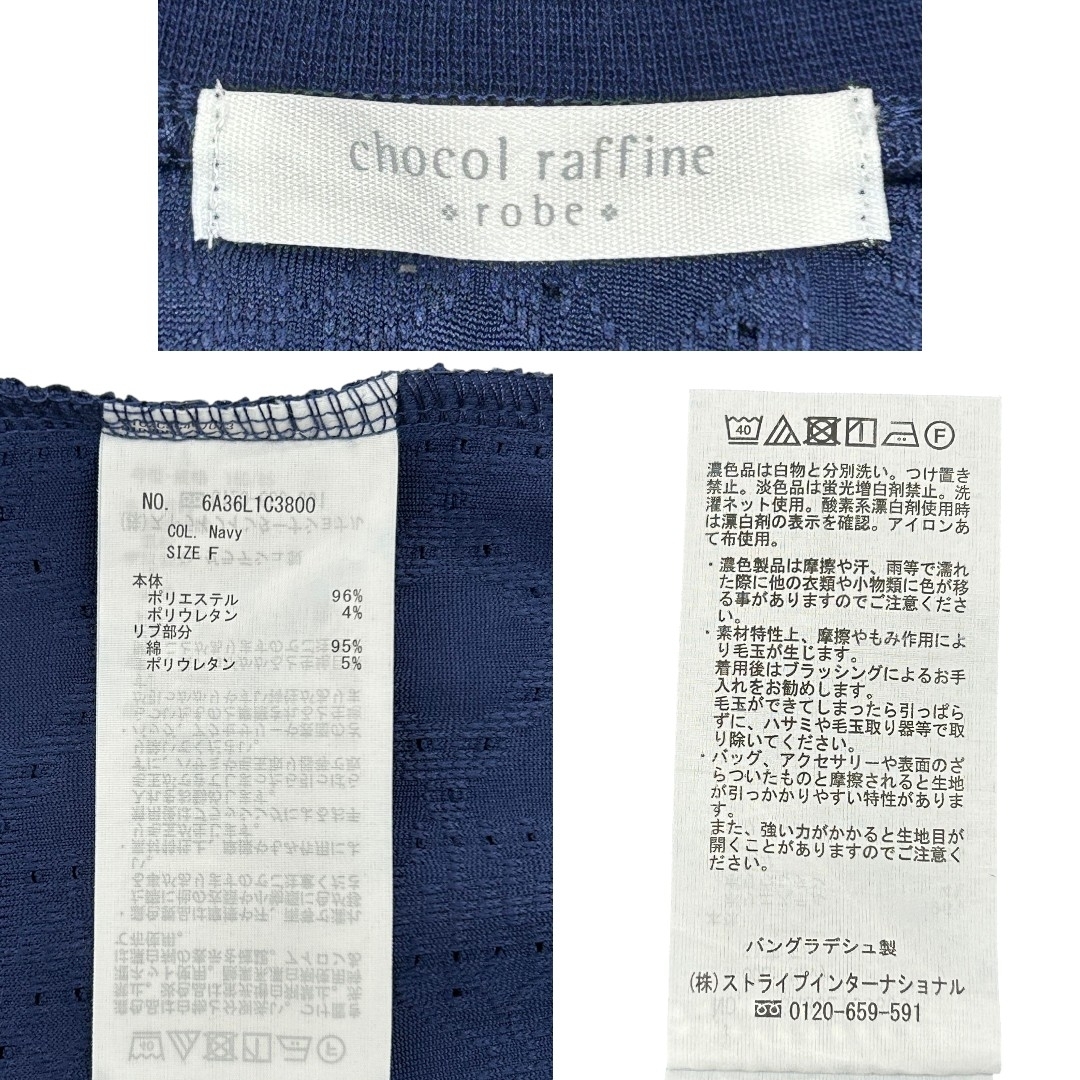 chocol raffine
robe
NO. 6A36L1C3800
COL. Navy
SIZE F
本体
ポリエステル 96%
ポリウレタン 4%
リブ部分
綿 95%
ポリウレタン 5%
40 F
濃色品は白物と分別洗い。つけ置き
禁止。淡色品は蛍光増白剤禁止。洗
濯ネット使用。酸素系漂白剤使用時
は漂白剤の表示を確認。アイロンあ
て布使用。
・濃色製品は摩擦や汗、雨等で濡れ
た際に他の衣類や小物類に色が移
る事がありますのでご注意くださ
い。
・素材特性上、摩擦やもみ作用によ
り毛玉が生じます。
着用後はブラッシングによるお手
入れをお勧めします。
毛玉ができてしまったら引っぱら
ずに、ハサミや毛玉取り器等で取
り除いてください。
・バッグ、アクセサリーや表面のざ
らついたものと摩擦されると生地
が引っかかりやすい特性がありま
す。
また、強い力がかかると生地目が
開くことがありますのでご注意く
ださい。
バングラデシュ製
(株)ストライプインターナショナル
0120-659-591